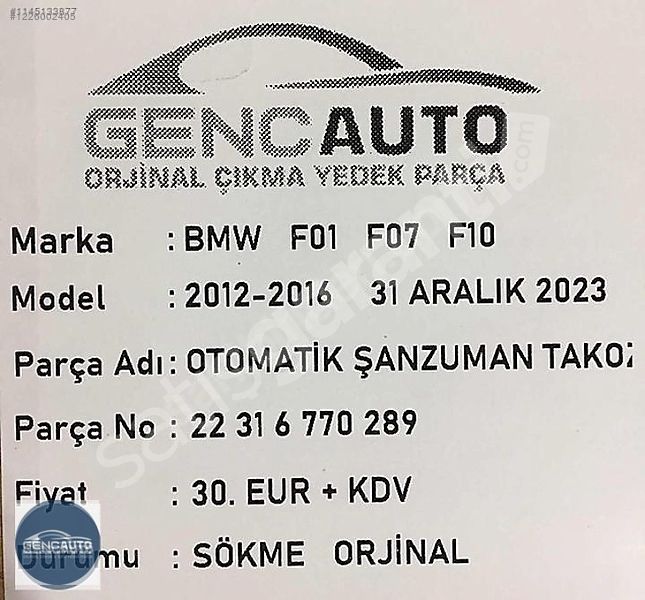 #1145133877
#1226002405
GENCAUTO
ORJİNAL ÇIKMA YEDEK PARÇA
Marka : BMW F01 F07 F10
Model : 2012-2016 31 ARALIK 2023
Parça Adı : OTOMATİK ŞANZUMAN TAKOZ
Parça No : 22 31 6 770 289
Fiyat : 30. EUR + KDV
GENCAUTO
Durumu : SÖKME ORJİNAL